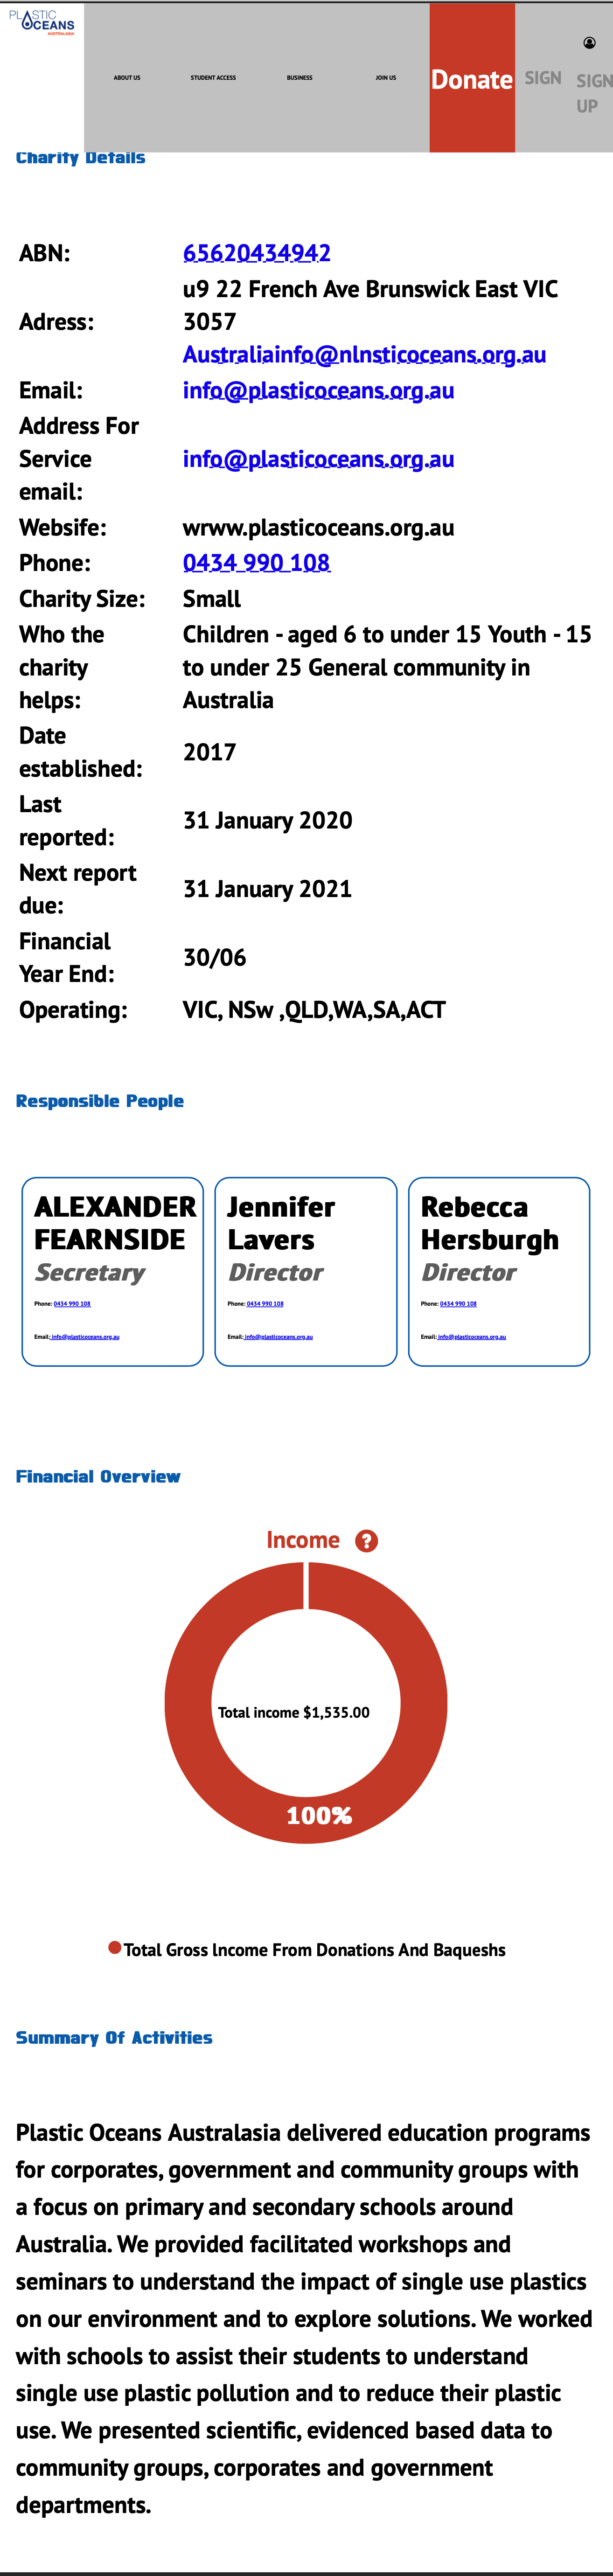 PLASTIC
OCEANS
AUSTRALASIA
ABOUT US
STUDENT ACCESS
BUSINESS
JOIN US
Donate
SIGN
SIGN
UP
Charity Details
ABN: 65620434942
u9 22 French Ave Brunswick East VIC
Adress: 3057
Australiainfo@nlnsticoceans.org.au
Email: info@plasticoceans.org.au
Address For
Service info@plasticoceans.org.au
email:
Websife: wrww.plasticoceans.org.au
Phone: 0434 990 108
Charity Size: Small
Who the Children - aged 6 to under 15 Youth - 15
charity to under 25 General community in
helps: Australia
Date
established: 2017
Last
reported: 31 January 2020
Next report
due: 31 January 2021
Financial
Year End: 30/06
Operating: VIC, NSw ,QLD,WA,SA,ACT
Responsible People
ALEXANDER
FEARNSIDE
Secretary
Phone: 0434 990 108
Email: info@plasticoceans.org.au
Jennifer
Lavers
Director
Phone: 0434 990 108
Email: info@plasticoceans.org.au
Rebecca
Hersburgh
Director
Phone: 0434 990 108
Email: info@plasticoceans.org.au
Financial Overview
Income ?
Total income $1,535.00
100%
Total Gross Income From Donations And Baqueshs
Summary Of Activities
Plastic Oceans Australasia delivered education programs
for corporates, government and community groups with
a focus on primary and secondary schools around
Australia. We provided facilitated workshops and
seminars to understand the impact of single use plastics
on our environment and to explore solutions. We worked
with schools to assist their students to understand
single use plastic pollution and to reduce their plastic
use. We presented scientific, evidenced based data to
community groups, corporates and government
departments.